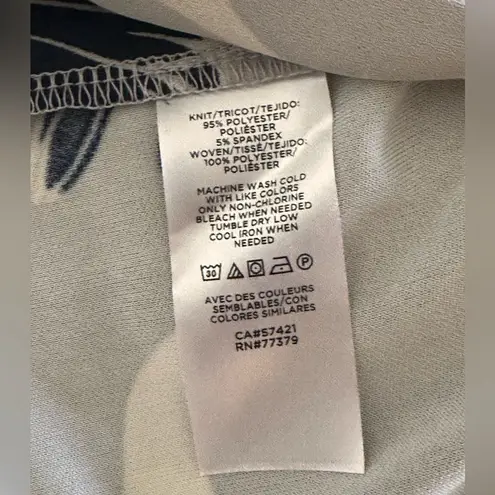 KNIT/TRICOT/TEJIDO:
95% POLYESTER/
POLIÉSTER
5% SPANDEX
WOVEN/TISSÉ/TEJIDO:
100% POLYESTER/
POLIÉSTER
MACHINE WASH COLD
WITH LIKE COLORS
ONLY NON-CHLORINE
BLEACH WHEN NEEDED
TUMBLE DRY LOW
COOL IRON WHEN
NEEDED
30 P
AVEC DES COULEURS
SEMBLABLES/CON
COLORES SIMILARES
CA#57421
RN#77379